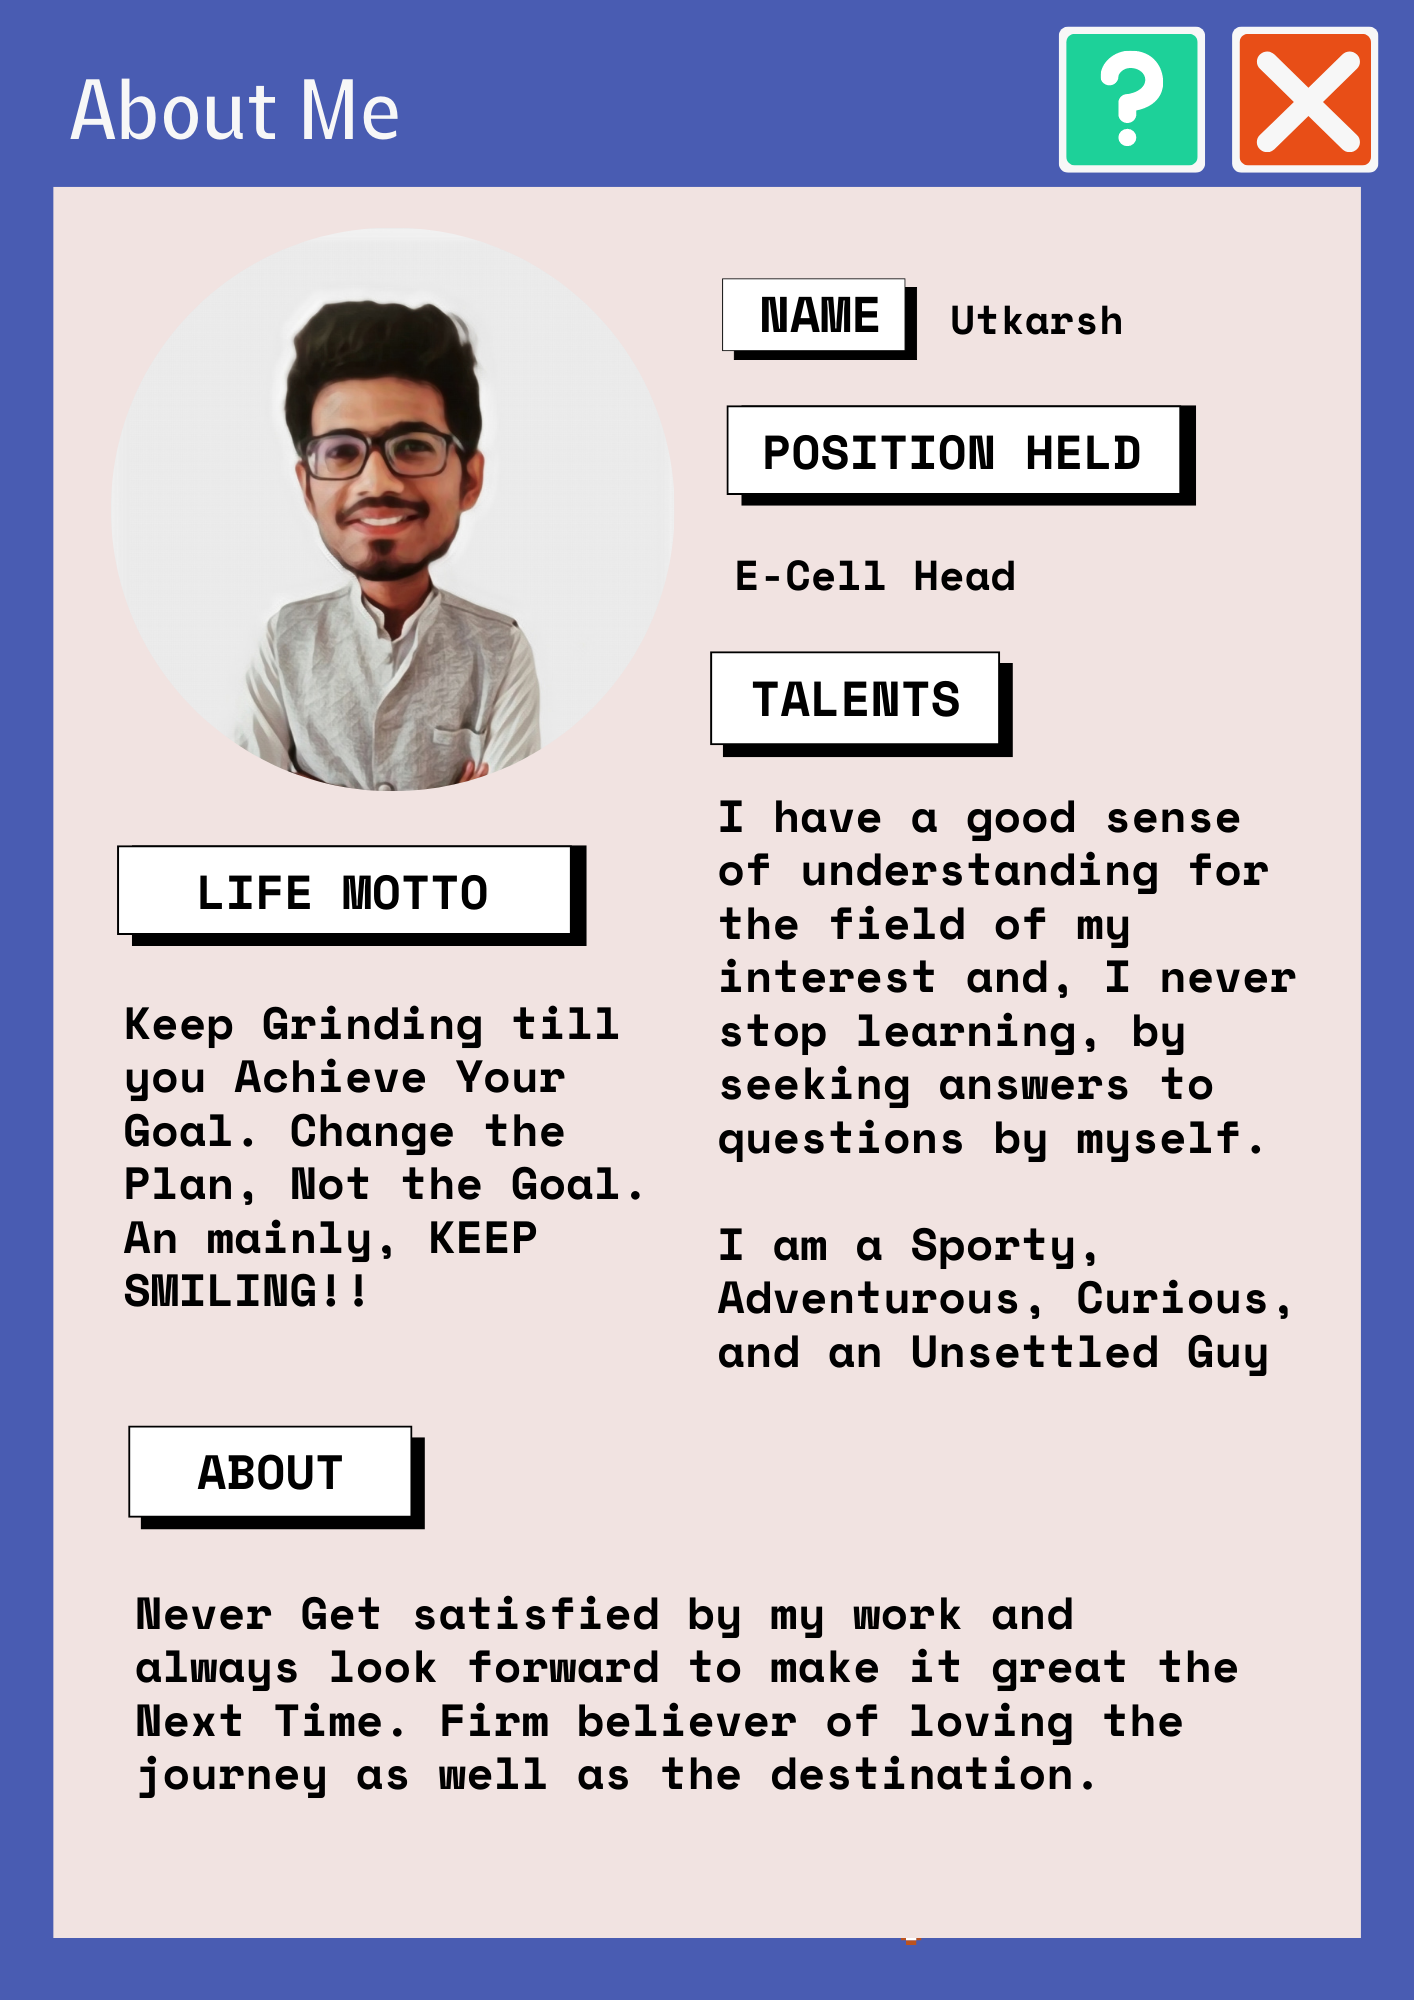 About Me
NAME
Utkarsh
POSITION HELD
E-Cell Head
TALENTS
I have a good sense
of understanding for
the field of my
interest and, I never
stop learning, by
seeking answers to
questions by myself.
I am a Sporty,
Adventurous, Curious,
and an Unsettled Guy
LIFE MOTTO
Keep Grinding till
you Achieve Your
Goal. Change the
Plan, Not the Goal.
An mainly, KEEP
SMILING!!
ABOUT
Never Get satisfied by my work and
always look forward to make it great the
Next Time. Firm believer of loving the
journey as well as the destination.